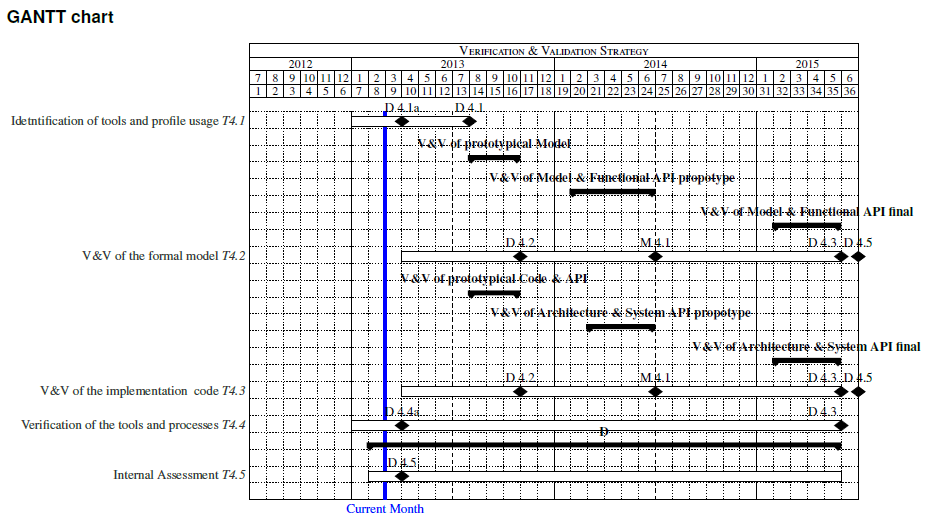 GANTT chart
VERIFICATION & VALIDATION STRATEGY
2012 2013 2014 2015
7 8 9 10 11 12 1 2 3 4 5 6 7 8 9 10 11 12 1 2 3 4 5 6 7 8 9 10 11 12 1 2 3 4 5 6
1 2 3 4 5 6 7 8 9 10 11 12 13 14 15 16 17 18 19 20 21 22 23 24 25 26 27 28 29 30 31 32 33 34 35 36
D.4.1a D.4.1
Idetntification of tools and profile usage T4.1
V&V of prototypical Model
V&V of Model & Functional API propotype
V&V of Model & Functional API final
D.4.2 M.4.1 D.4.3 D.4.5
V&V of the formal model T4.2
V&V of prototypical Code & API
V&V of Architecture & System API propotype
V&V of Architecture & System API final
D.4.2 M.4.1 D.4.3 D.4.5
V&V of the implementation code T4.3
D.4.4a D.4.3
Verification of the tools and processes T4.4
D
D.4.5
Internal Assessment T4.5
Current Month